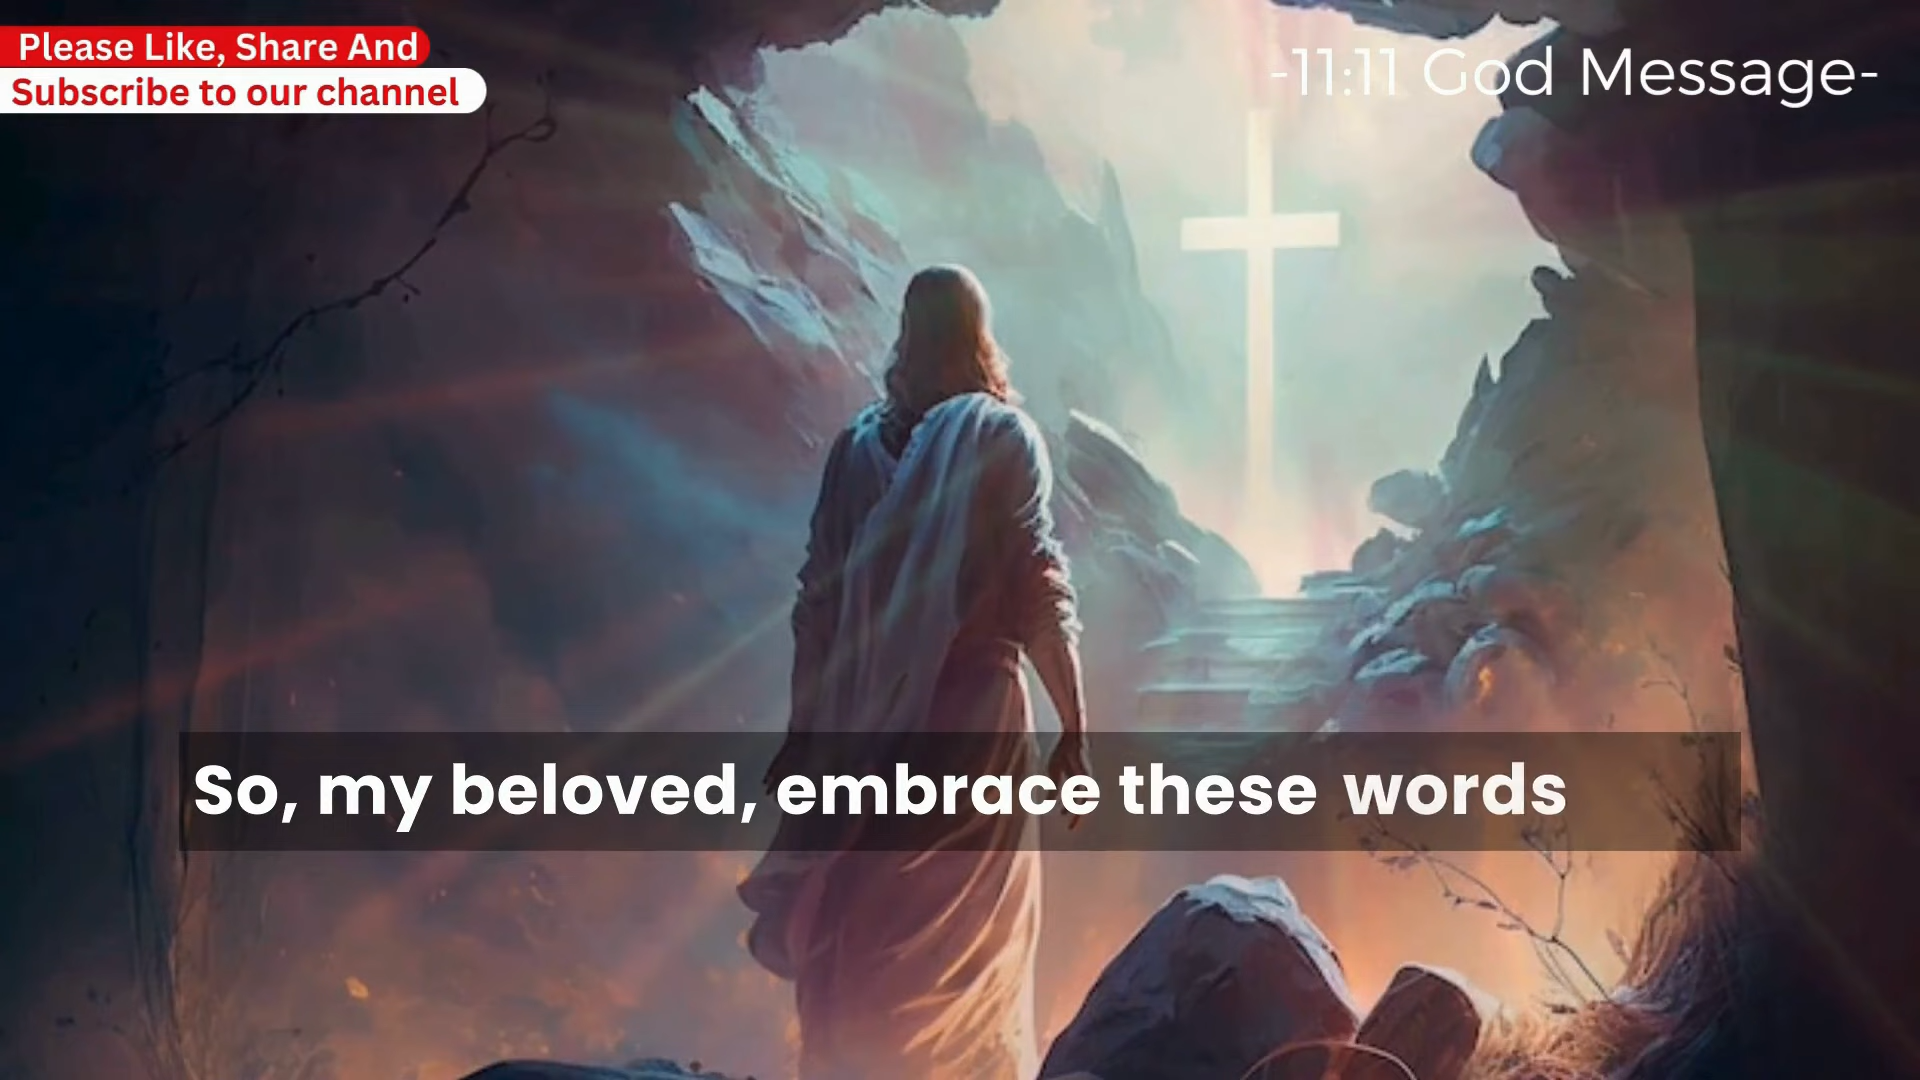 Please Like, Share And
Subscribe to our channel
-11:11 God Message-
So, my beloved, embrace these words